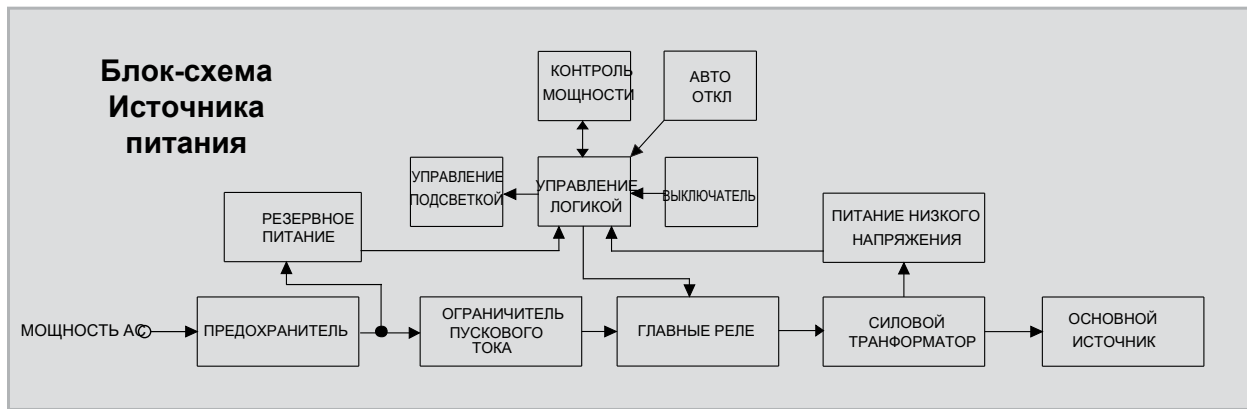 Блок-схема
Источника
питания
КОНТРОЛЬ
МОЩНОСТИ
АВТО
ОТКЛ
УПРАВЛЕНИЕ
ПОДСВЕТКОЙ
УПРАВЛЕНИЕ
ЛОГИКОЙ
ВЫКЛЮЧАТЕЛЬ
РЕЗЕРВНОЕ
ПИТАНИЕ
ПИТАНИЕ НИЗКОГО
НАПРЯЖЕНИЯ
МОЩНОСТЬ АС
ПРЕДОХРАНИТЕЛЬ
ОГРАНИЧИТЕЛЬ
ПУСКОВОГО
ТОКА
ГЛАВНЫЕ РЕЛЕ
СИЛОВОЙ
ТРАНФОРМАТОР
ОСНОВНОЙ
ИСТОЧНИК